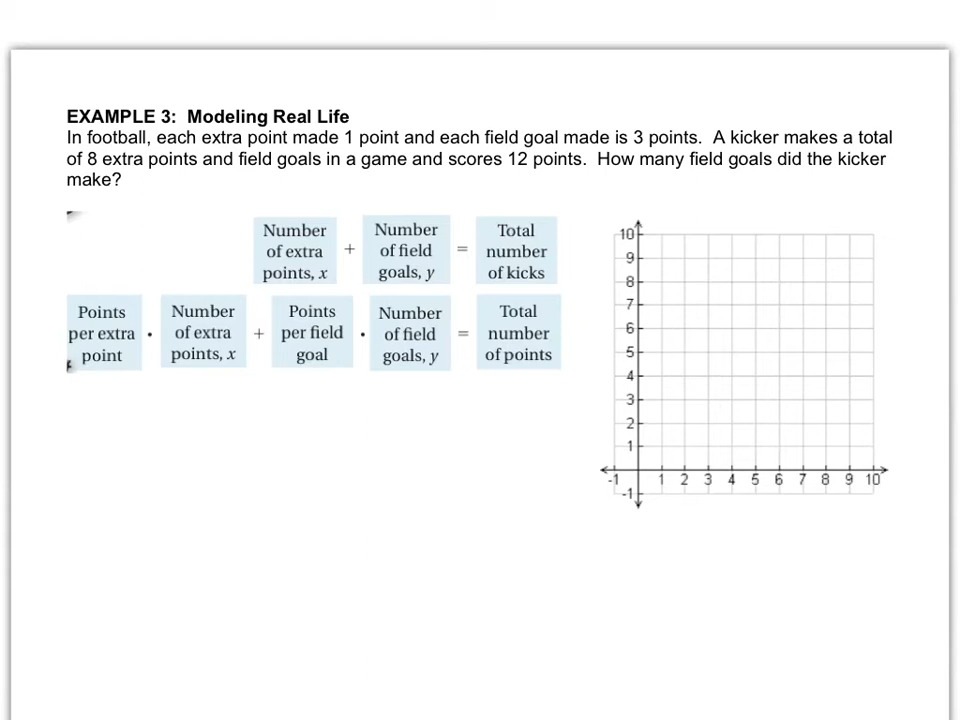 EXAMPLE 3:  Modeling Real Life
In football, each extra point made 1 point and each field goal made is 3 points.  A kicker makes a total
of 8 extra points and field goals in a game and scores 12 points.  How many field goals did the kicker
make?
Number of extra points, x + Number of field goals, y = Total number of kicks
Points per extra point · Number of extra points, x + Points per field goal · Number of field goals, y = Total number of points
10
9
8
7
6
5
4
3
2
1
-1 1 2 3 4 5 6 7 8 9 10
-1